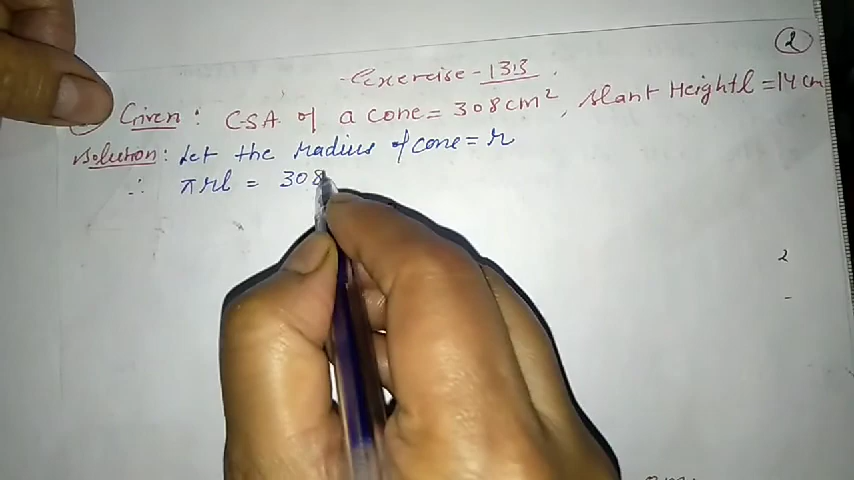 2
Exercise - 13.3.
Given: CSA of a cone = 308 cm², slant Height l = 14 cm
Solution: Let the radius of cone = r
∴ πrl = 308
2
-